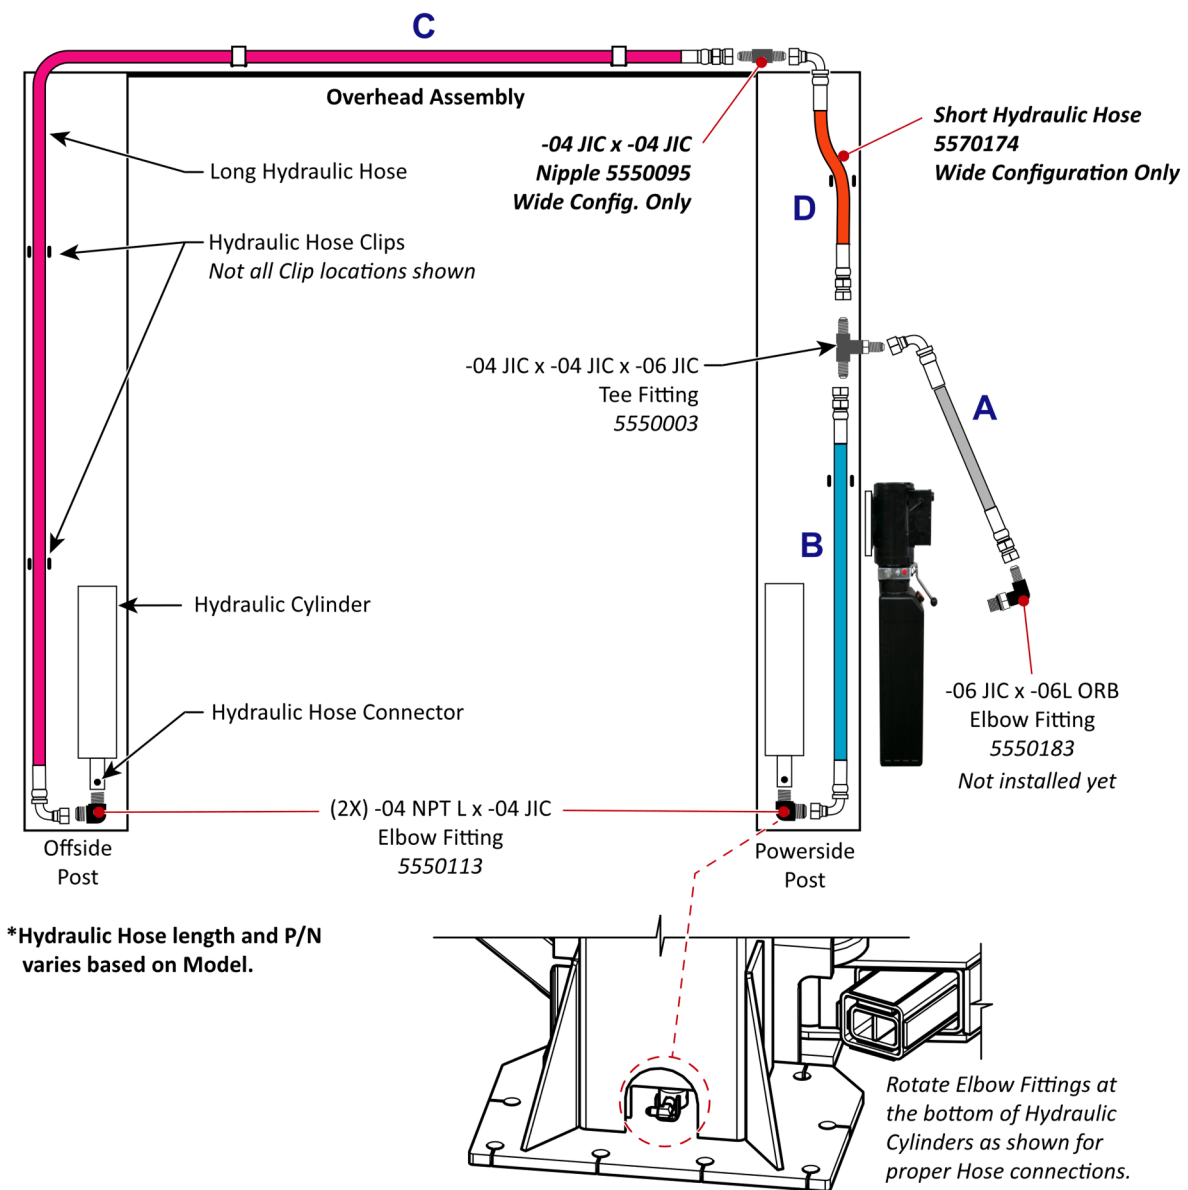 C
Overhead Assembly
-04 JIC x -04 JIC
Nipple 5550095
Wide Config. Only
Short Hydraulic Hose
5570174
Wide Configuration Only
Long Hydraulic Hose
D
Hydraulic Hose Clips
Not all Clip locations shown
-04 JIC x -04 JIC x -06 JIC
Tee Fitting
5550003
A
B
Hydraulic Cylinder
Hydraulic Hose Connector
-06 JIC x -06L ORB
Elbow Fitting
5550183
Not installed yet
(2X) -04 NPT L x -04 JIC
Elbow Fitting
5550113
Offside
Post
Powerside
Post
*Hydraulic Hose length and P/N
varies based on Model.
Rotate Elbow Fittings at
the bottom of Hydraulic
Cylinders as shown for
proper Hose connections.